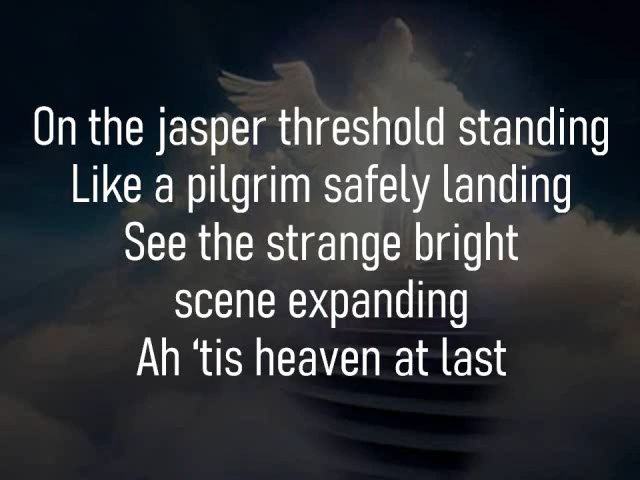 On the jasper threshold standing
Like a pilgrim safely landing
See the strange bright
scene expanding
Ah ‘tis heaven at last